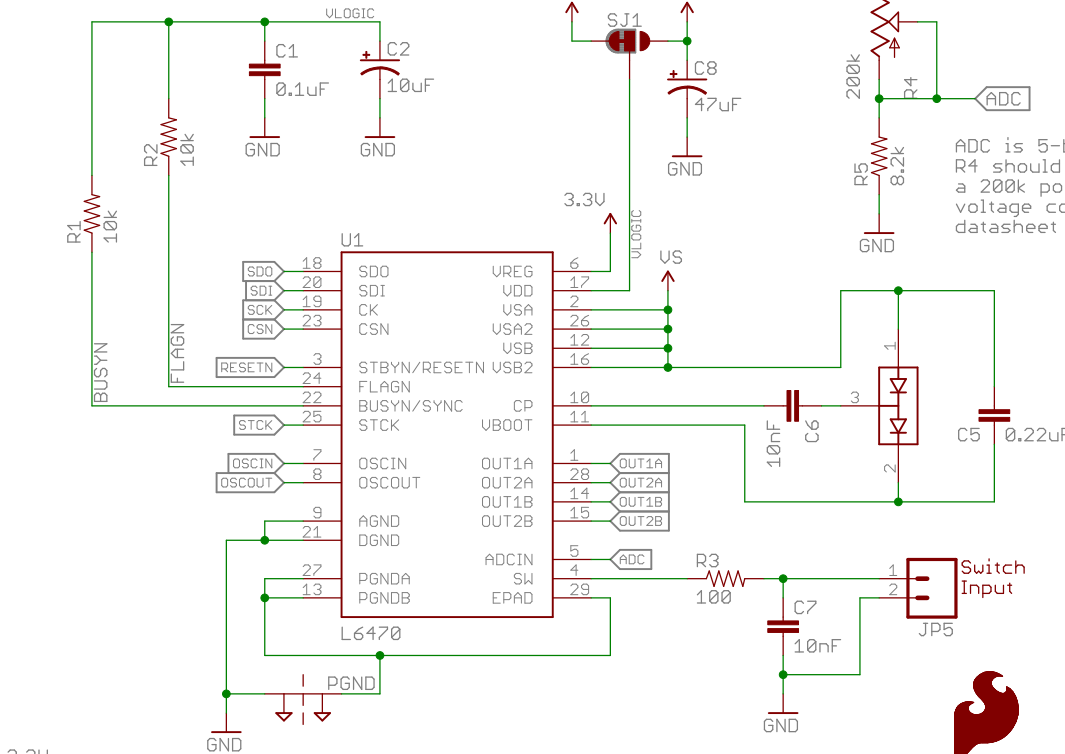 VLOGIC
SJ1
C1
0.1uF
C2
10uF
C8
47uF
200k
R4
ADC
R2
10k
GND
GND
GND
R5
8.2k
ADC is 5-b
R4 should
a 200k po
voltage co
datasheet
R1
10k
3.3V
VLOGIC
GND
U1
VS
SDO 18 SDO VREG 6
SDI 20 SDI VDD 17
SCK 19 CK VSA 2
CSN 23 CSN VSA2 26
VSB 12
RESETN 3 STBYN/RESETN VSB2 16
24 FLAGN
22 BUSYN/SYNC CP 10
STCK 25 STCK VBOOT 11
BUSYN
FLAGN
1
3
2
10nF
C6
C5
0.22uF
OSCIN 7 OSCIN OUT1A 1 OUT1A
OSCOUT 8 OSCOUT OUT2A 28 OUT2A
OUT1B 14 OUT1B
9 AGND OUT2B 15 OUT2B
21 DGND
ADCIN 5 ADC
27 PGNDA SW 4
13 PGNDB EPAD 29
R3
100
1
2
Switch
Input
C7
10nF
JP5
L6470
PGND
GND
GND